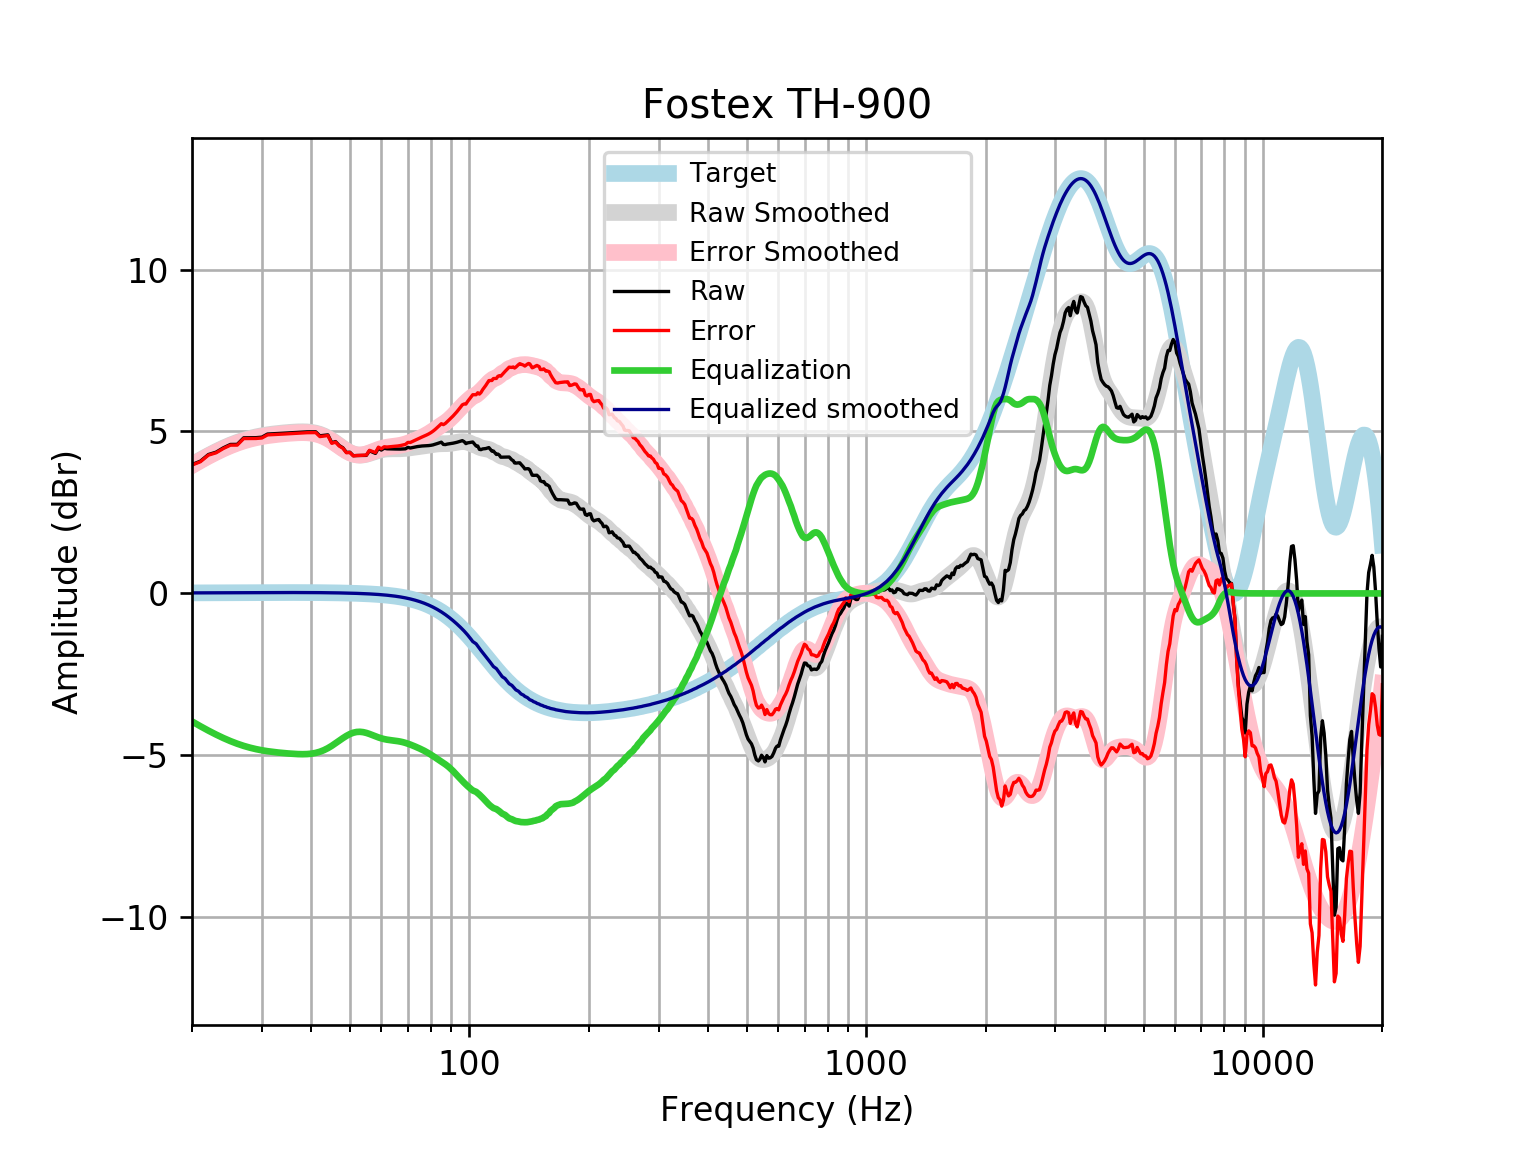 Fostex TH-900
Target
Raw Smoothed
Error Smoothed
Raw
Error
Equalization
Equalized smoothed
10
5
0
−5
−10
Amplitude (dBr)
100
1000
10000
Frequency (Hz)